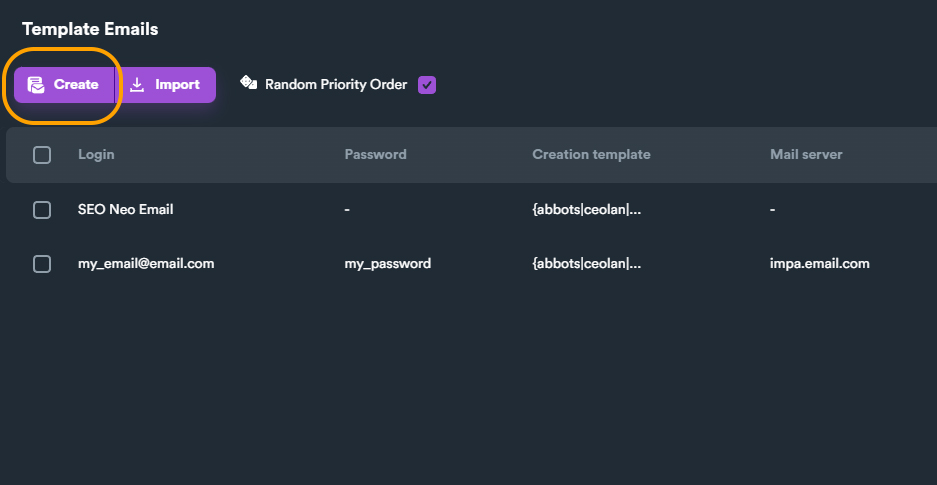 Template Emails
Create Import Random Priority Order
Login Password Creation template Mail server
SEO Neo Email - {abbots|ceolan|... -
my_email@email.com my_password {abbots|ceolan|... impa.email.com